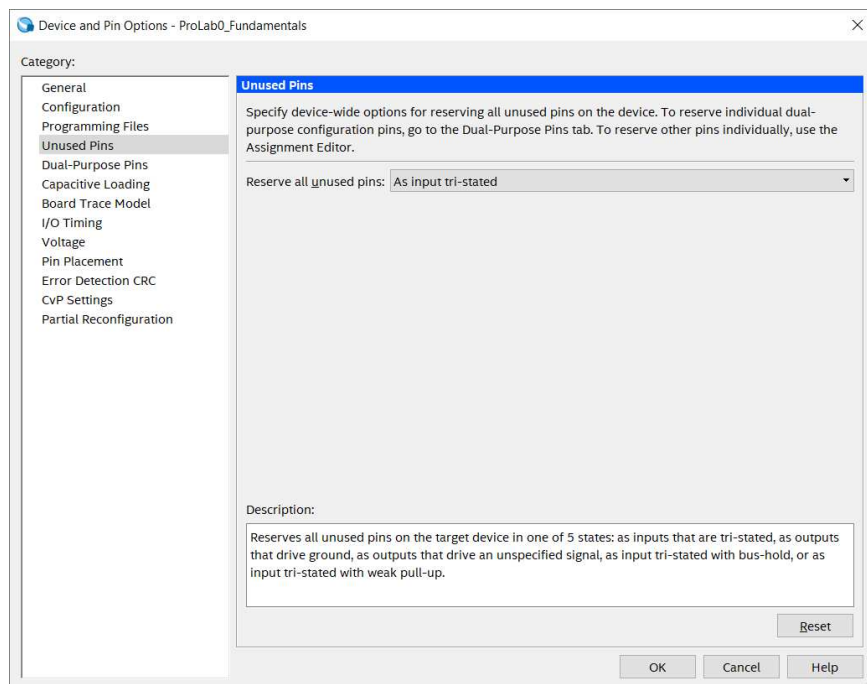 Device and Pin Options - ProLab0_Fundamentals
Category:
General
Configuration
Programming Files
Unused Pins
Dual-Purpose Pins
Capacitive Loading
Board Trace Model
I/O Timing
Voltage
Pin Placement
Error Detection CRC
CvP Settings
Partial Reconfiguration
Unused Pins
Specify device-wide options for reserving all unused pins on the device. To reserve individual dual-
purpose configuration pins, go to the Dual-Purpose Pins tab. To reserve other pins individually, use the
Assignment Editor.
Reserve all unused pins: As input tri-stated
Description:
Reserves all unused pins on the target device in one of 5 states: as inputs that are tri-stated, as outputs
that drive ground, as outputs that drive an unspecified signal, as input tri-stated with bus-hold, or as
input tri-stated with weak pull-up.
Reset
OK Cancel Help